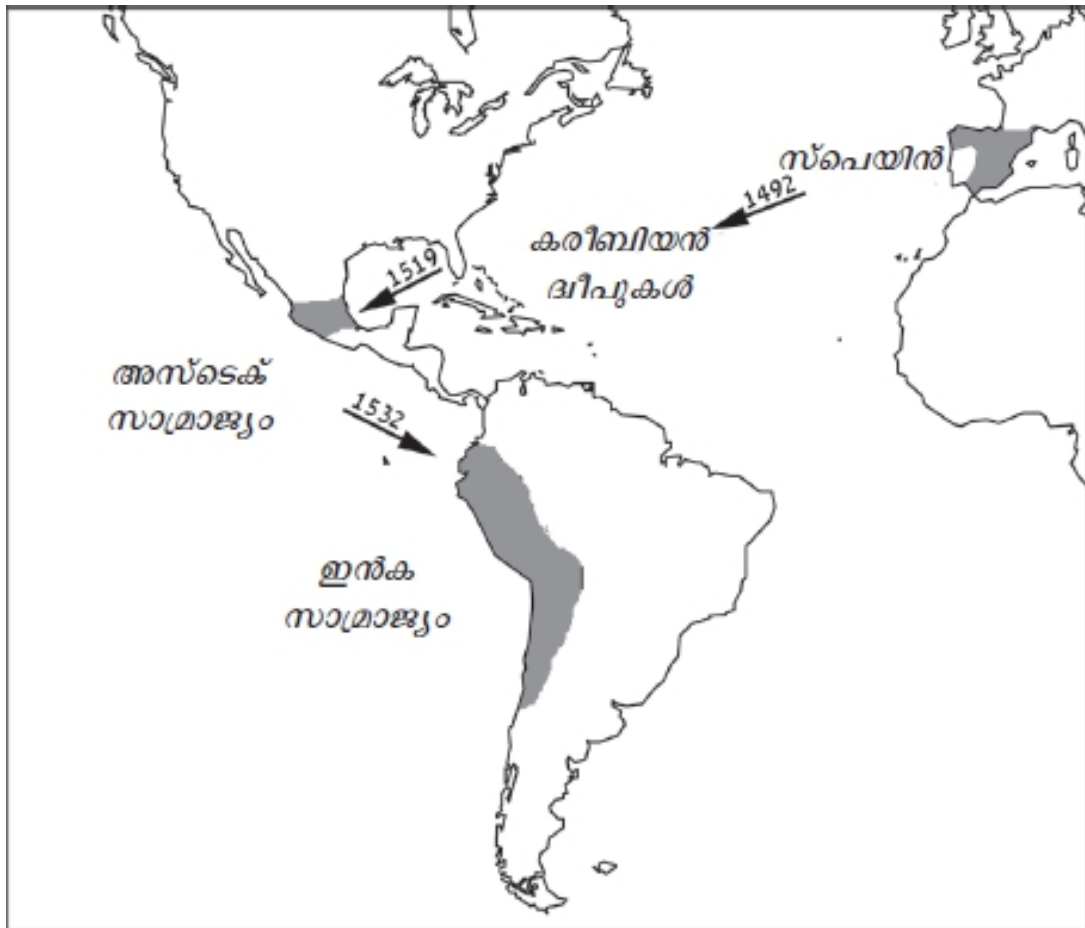 സ്പെയിൻ
1492
കരീബിയൻ
ദ്വീപുകൾ
1519
അസ്ടെക്
സാമ്രാജ്യം
1532
ഇൻക
സാമ്രാജ്യം